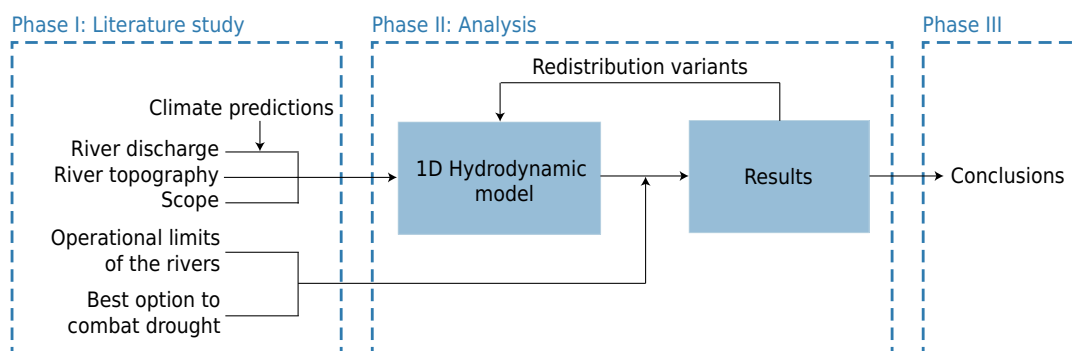 Phase I: Literature study
Phase II: Analysis
Phase III
Redistribution variants
Climate predictions
River discharge
River topography
Scope
1D Hydrodynamic
model
Results
Conclusions
Operational limits
of the rivers
Best option to
combat drought